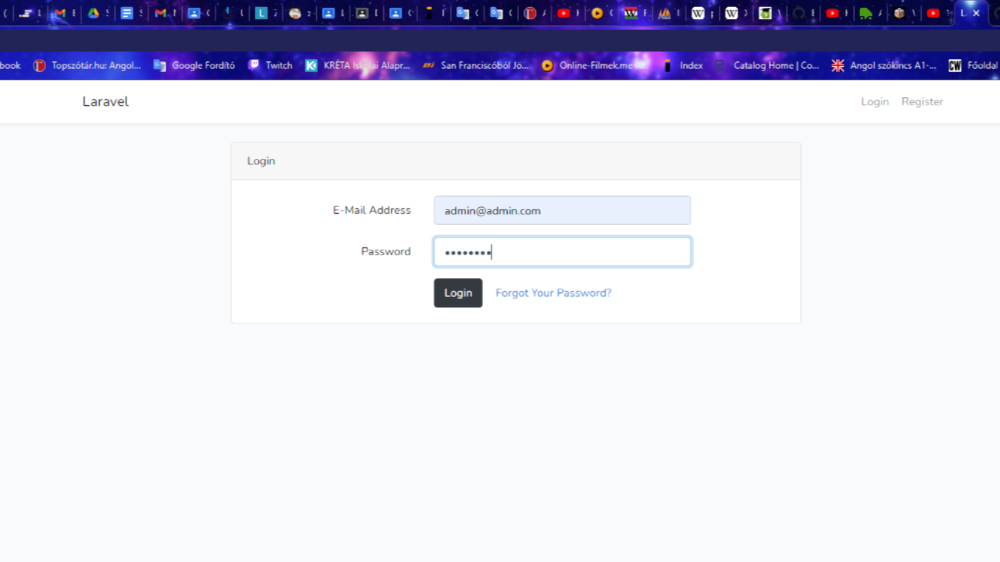 book Topszótár.hu: Angol... Google Fordító Twitch KRÉTA Iskolai Alapr... San Franciscóból Jö... Online-Filmek.me Index Catalog Home | Co... Angol szókincs A1-... CW Főoldal
Laravel Login Register
Login
E-Mail Address admin@admin.com
Password ••••••••
Login Forgot Your Password?